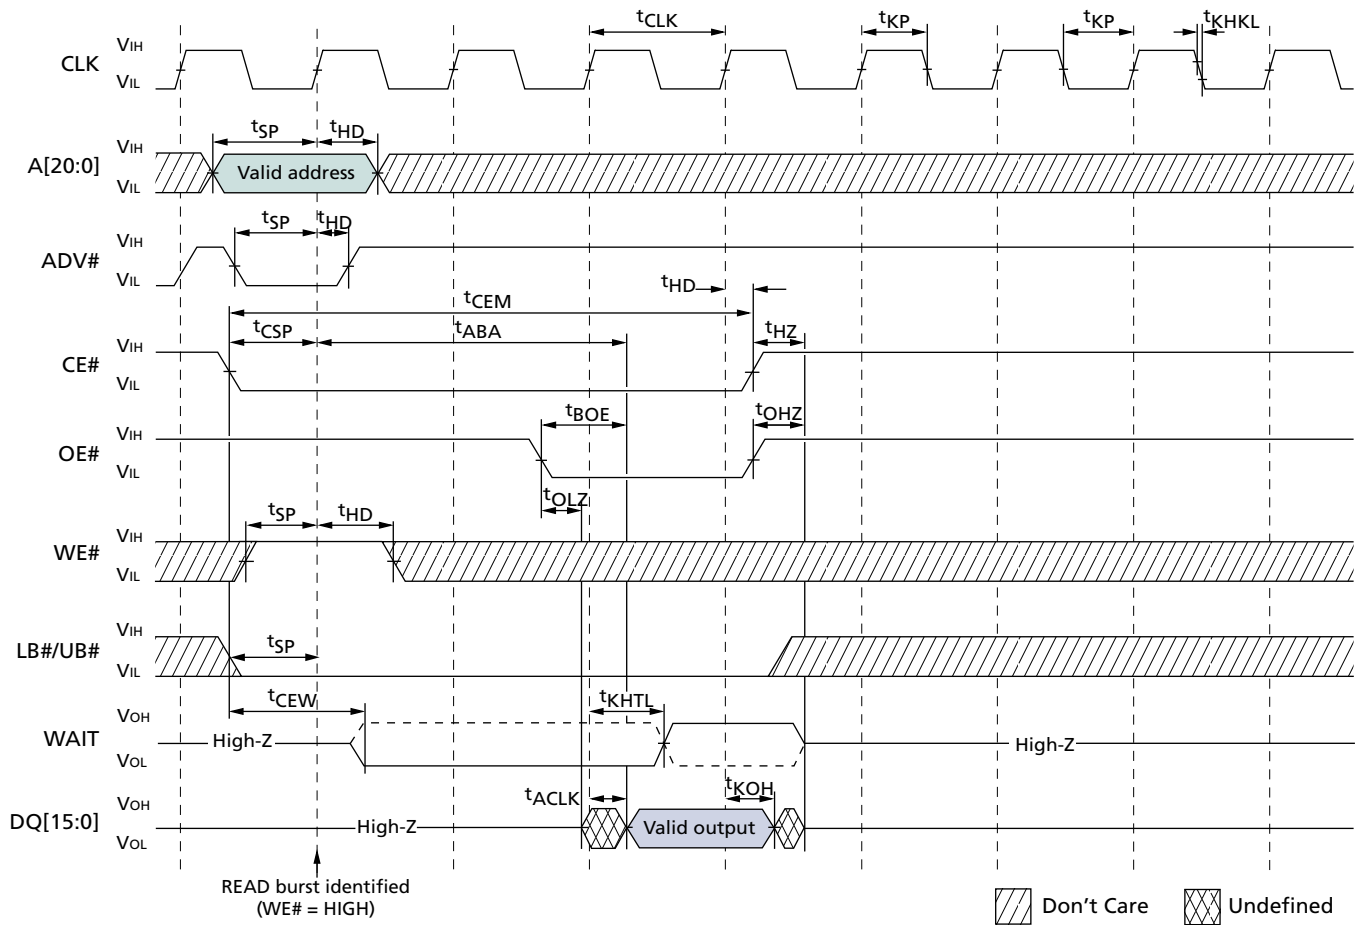 tCLK tKP tKP tKHKL
CLK VIH
VIL
tSP tHD
A[20:0] VIH
VIL
Valid address
tSP tHD
ADV# VIH
VIL
tHD
tCEM
tCSP tABA tHZ
CE# VIH
VIL
tBOE tOHZ
OE# VIH
VIL
tOLZ
tSP tHD
WE# VIH
VIL
LB#/UB# VIH
VIL
tSP
tCEW tKHTL
WAIT VOH
VOL
High-Z High-Z
tACLK tKOH
DQ[15:0] VOH
VOL
High-Z Valid output
READ burst identified
(WE# = HIGH)
Don't Care Undefined